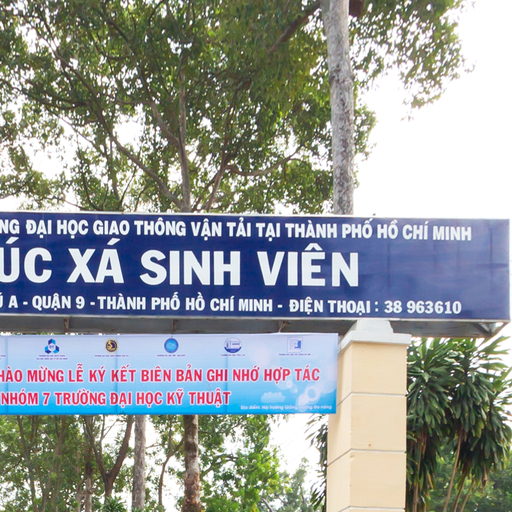 NG ĐẠI HỌC GIAO THÔNG VẬN TẢI TẠI THÀNH PHỐ HỒ CHÍ MINH
ÚC XÁ SINH VIÊN
Ú A - QUẬN 9 - THÀNH PHỐ HỒ CHÍ MINH - ĐIỆN THOẠI : 38 963610
HÀO MỪNG LỄ KÝ KẾT BIÊN BẢN GHI NHỚ HỢP TÁC
NHÓM 7 TRƯỜNG ĐẠI HỌC KỸ THUẬT